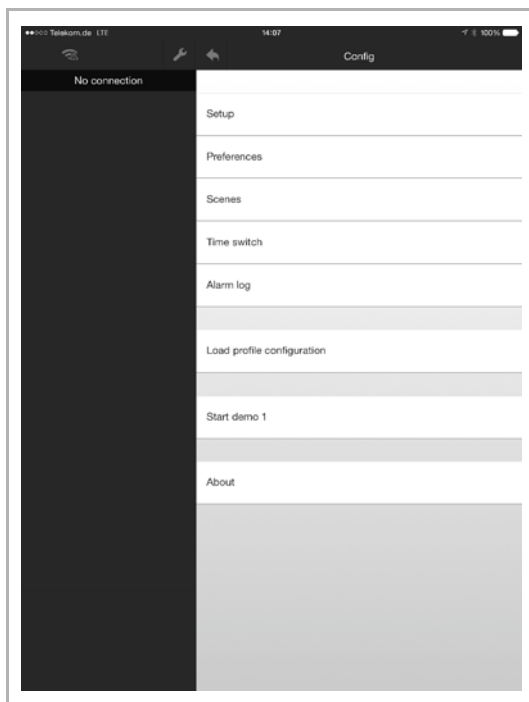 Telekom.de LTE 14:07 100%
Config
No connection
Setup
Preferences
Scenes
Time switch
Alarm log
Load profile configuration
Start demo 1
About